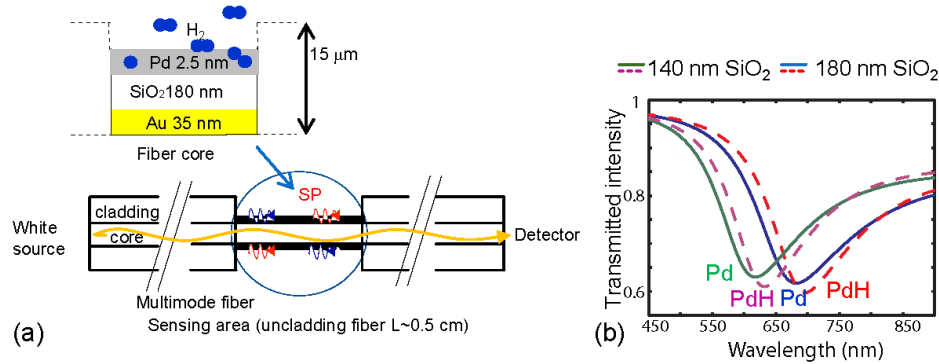 H₂
Pd 2.5 nm
SiO₂180 nm
Au 35 nm
15 μm
Fiber core
SP
cladding
core
White
source
Detector
Multimode fiber
Sensing area (uncladding fiber L~0.5 cm)
(a)
140 nm SiO₂
180 nm SiO₂
Transmitted intensity
1
0.8
0.6
Pd
PdH
Pd
PdH
450
550
650
750
850
Wavelength (nm)
(b)